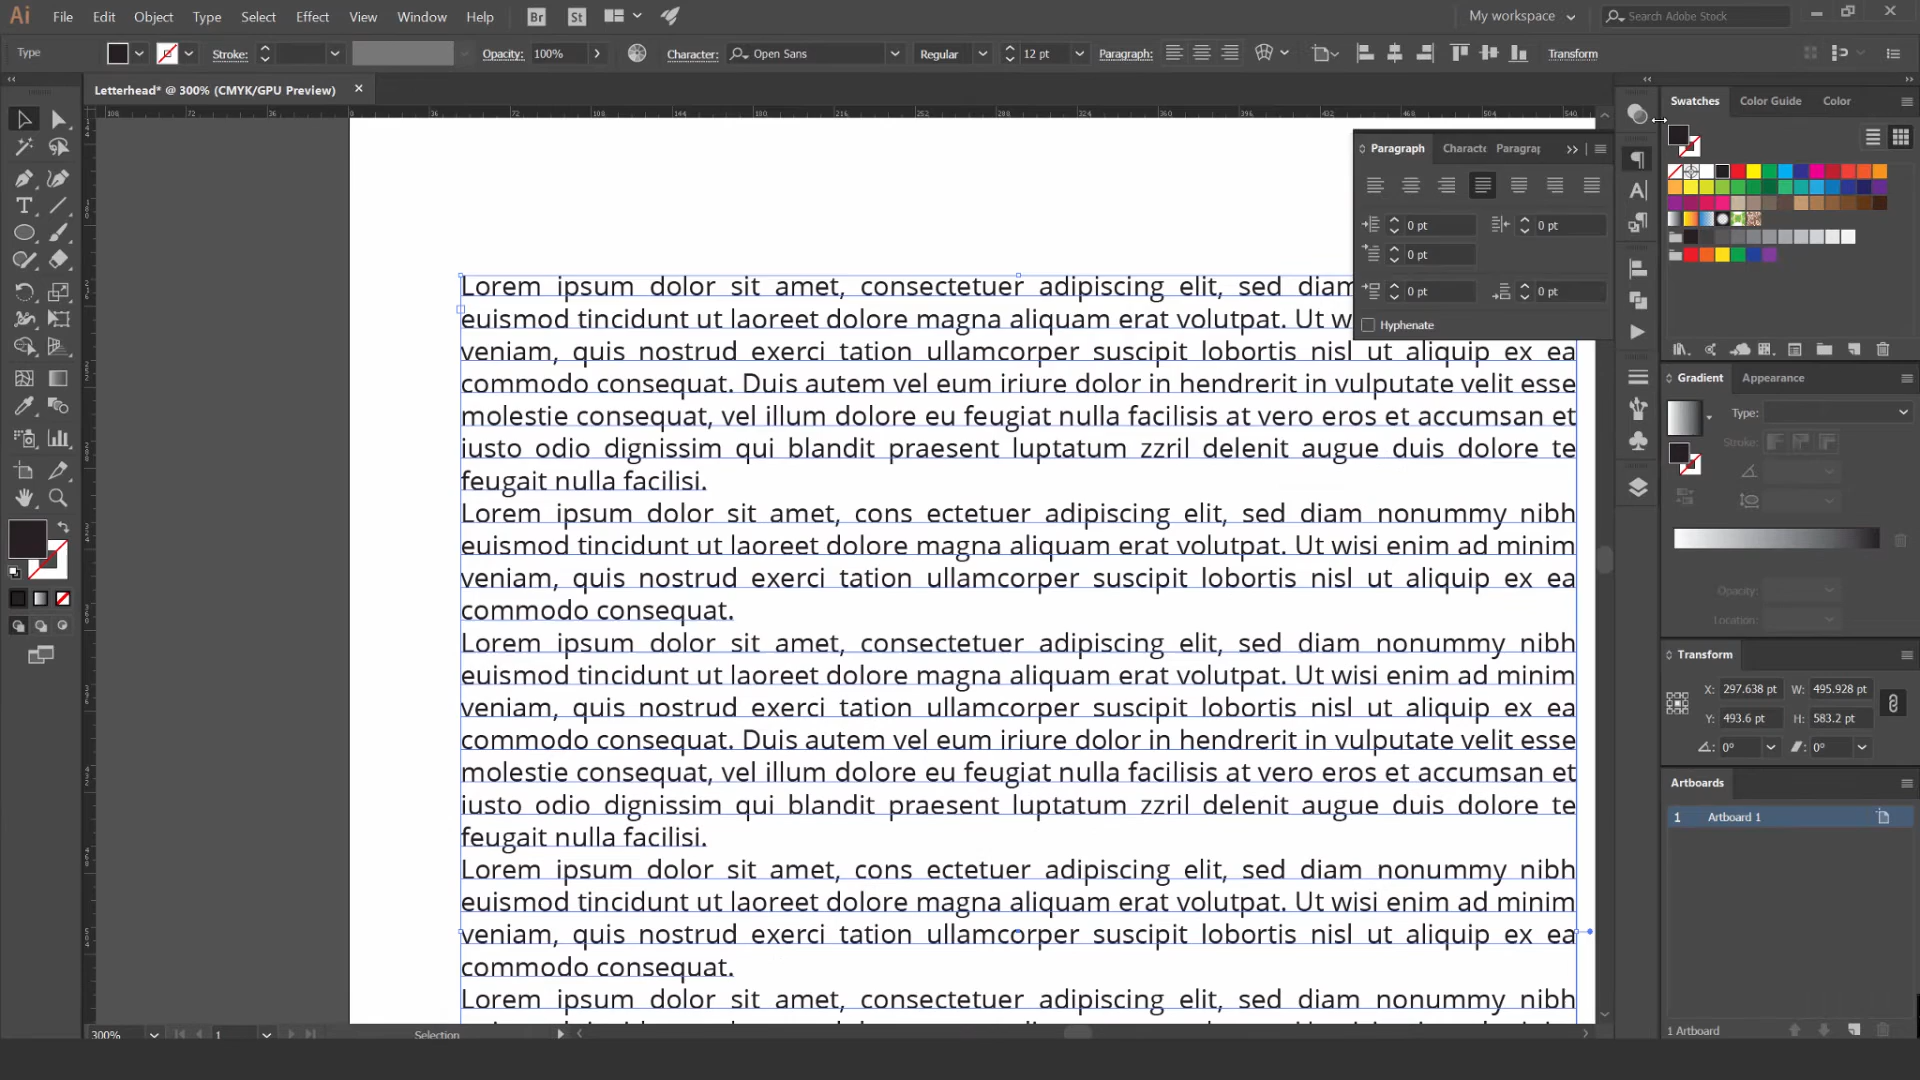 Ai File Edit Object Type Select Effect View Window Help Br St My workspace Search Adobe Stock
Type Stroke: Opacity: 100% Character: Open Sans Regular 12 pt Paragraph: Transform
Letterhead* @ 300% (CMYK/GPU Preview)
Swatches Color Guide Color
Paragraph Characte Paragraj
0 pt 0 pt
0 pt
0 pt 0 pt
Hyphenate
Lorem ipsum dolor sit amet, consectetuer adipiscing elit, sed diam
euismod tincidunt ut laoreet dolore magna aliquam erat volutpat. Ut w
veniam, quis nostrud exerci tation ullamcorper suscipit lobortis nisl ut aliquip ex ea
commodo consequat. Duis autem vel eum iriure dolor in hendrerit in vulputate velit esse
molestie consequat, vel illum dolore eu feugiat nulla facilisis at vero eros et accumsan et
iusto odio dignissim qui blandit praesent luptatum zzril delenit augue duis dolore te
feugait nulla facilisi.
Lorem ipsum dolor sit amet, cons ectetuer adipiscing elit, sed diam nonummy nibh
euismod tincidunt ut laoreet dolore magna aliquam erat volutpat. Ut wisi enim ad minim
veniam, quis nostrud exerci tation ullamcorper suscipit lobortis nisl ut aliquip ex ea
commodo consequat.
Lorem ipsum dolor sit amet, consectetuer adipiscing elit, sed diam nonummy nibh
euismod tincidunt ut laoreet dolore magna aliquam erat volutpat. Ut wisi enim ad minim
veniam, quis nostrud exerci tation ullamcorper suscipit lobortis nisl ut aliquip ex ea
commodo consequat. Duis autem vel eum iriure dolor in hendrerit in vulputate velit esse
molestie consequat, vel illum dolore eu feugiat nulla facilisis at vero eros et accumsan et
iusto odio dignissim qui blandit praesent luptatum zzril delenit augue duis dolore te
feugait nulla facilisi.
Lorem ipsum dolor sit amet, cons ectetuer adipiscing elit, sed diam nonummy nibh
euismod tincidunt ut laoreet dolore magna aliquam erat volutpat. Ut wisi enim ad minim
veniam, quis nostrud exerci tation ullamcorper suscipit lobortis nisl ut aliquip ex ea
commodo consequat.
Lorem ipsum dolor sit amet, consectetuer adipiscing elit, sed diam nonummy nibh
Gradient Appearance
Type:
Stroke:
Opacity:
Location:
Transform
X: 297.638 pt W: 495.928 pt
Y: 493.6 pt H: 583.2 pt
0° 0°
Artboards
1 Artboard 1
1 Artboard
300% 1 Selection